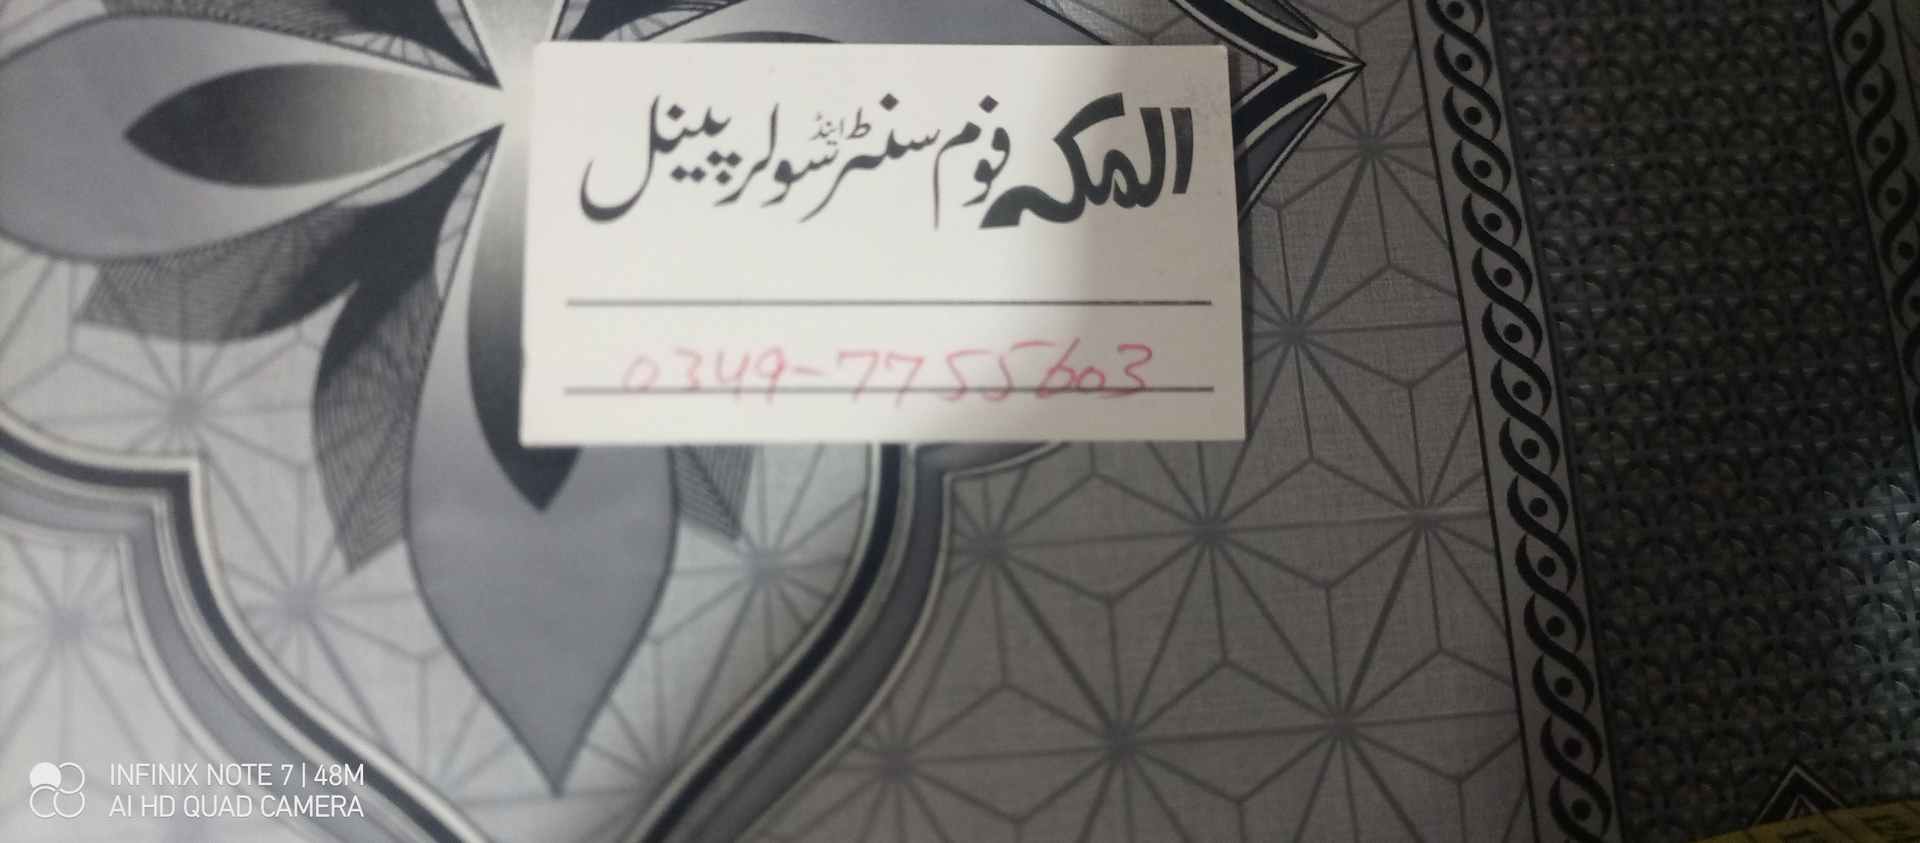 المکہ فوم سنٹر اینڈ سولر پینل
0349-7755603
INFINIX NOTE 7 | 48M
AI HD QUAD CAMERA